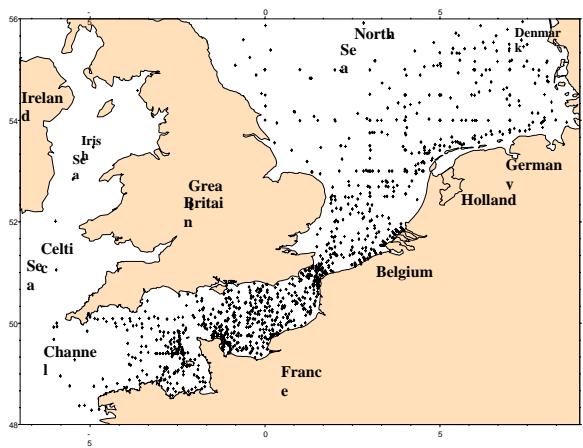 -5 0 5
56
North
Sea
Denmar
k
Irelan
d
54
Iris
h
Se
a
German
y
Grea
t
Britai
n
Holland
52
Celti
c
Se
a
Belgium
50
Channe
l
Franc
e
48
-5 0 5